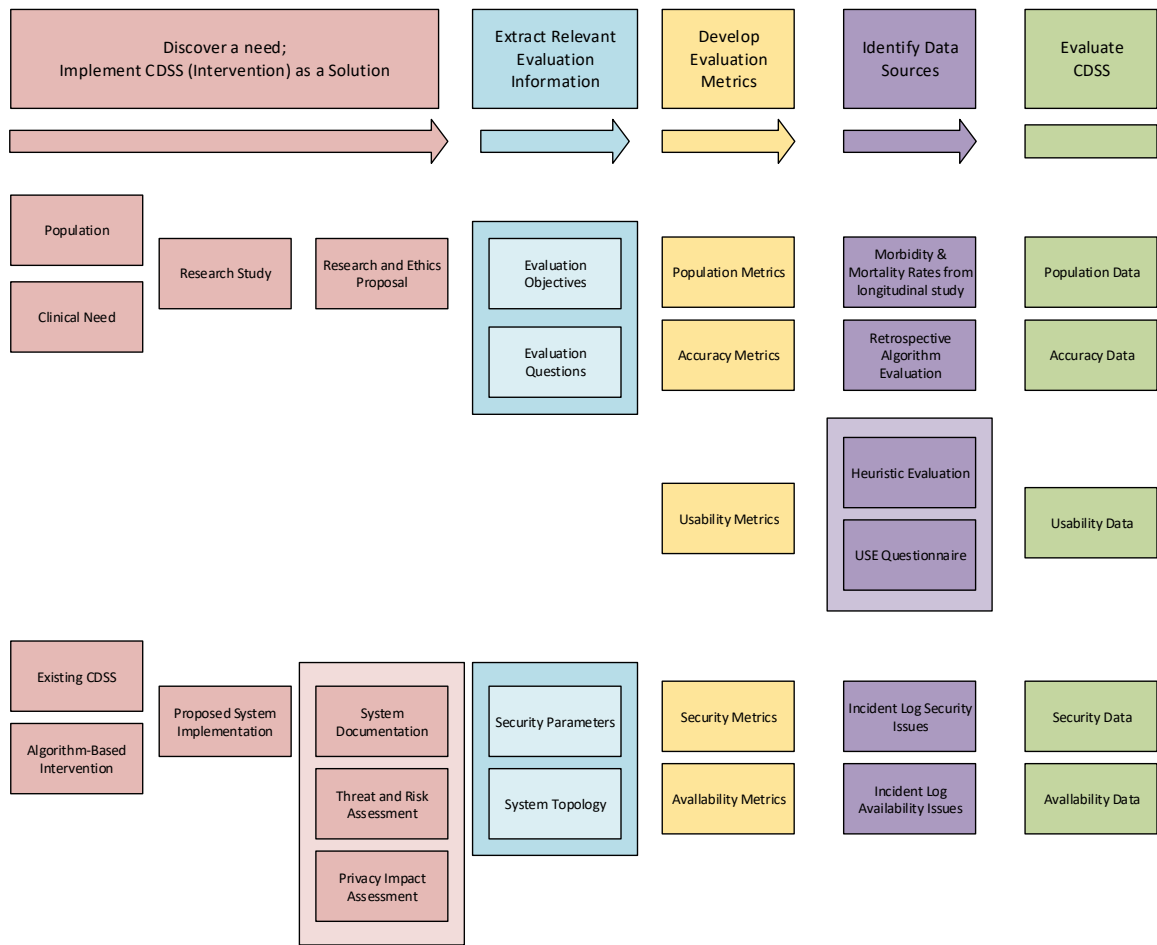 Discover a need;
Implement CDSS (Intervention) as a Solution
Extract Relevant
Evaluation
Information
Develop
Evaluation
Metrics
Identify Data
Sources
Evaluate
CDSS
Population
Clinical Need
Research Study
Research and Ethics
Proposal
Evaluation
Objectives
Evaluation
Questions
Population Metrics
Accuracy Metrics
Morbidity &
Mortality Rates from
longitudinal study
Retrospective
Algorithm
Evaluation
Population Data
Accuracy Data
Usability Metrics
Heuristic Evaluation
USE Questionnaire
Usability Data
Existing CDSS
Algorithm-Based
Intervention
Proposed System
Implementation
System
Documentation
Threat and Risk
Assessment
Privacy Impact
Assessment
Security Parameters
System Topology
Security Metrics
Availability Metrics
Incident Log Security
Issues
Incident Log
Availability Issues
Security Data
Availability Data